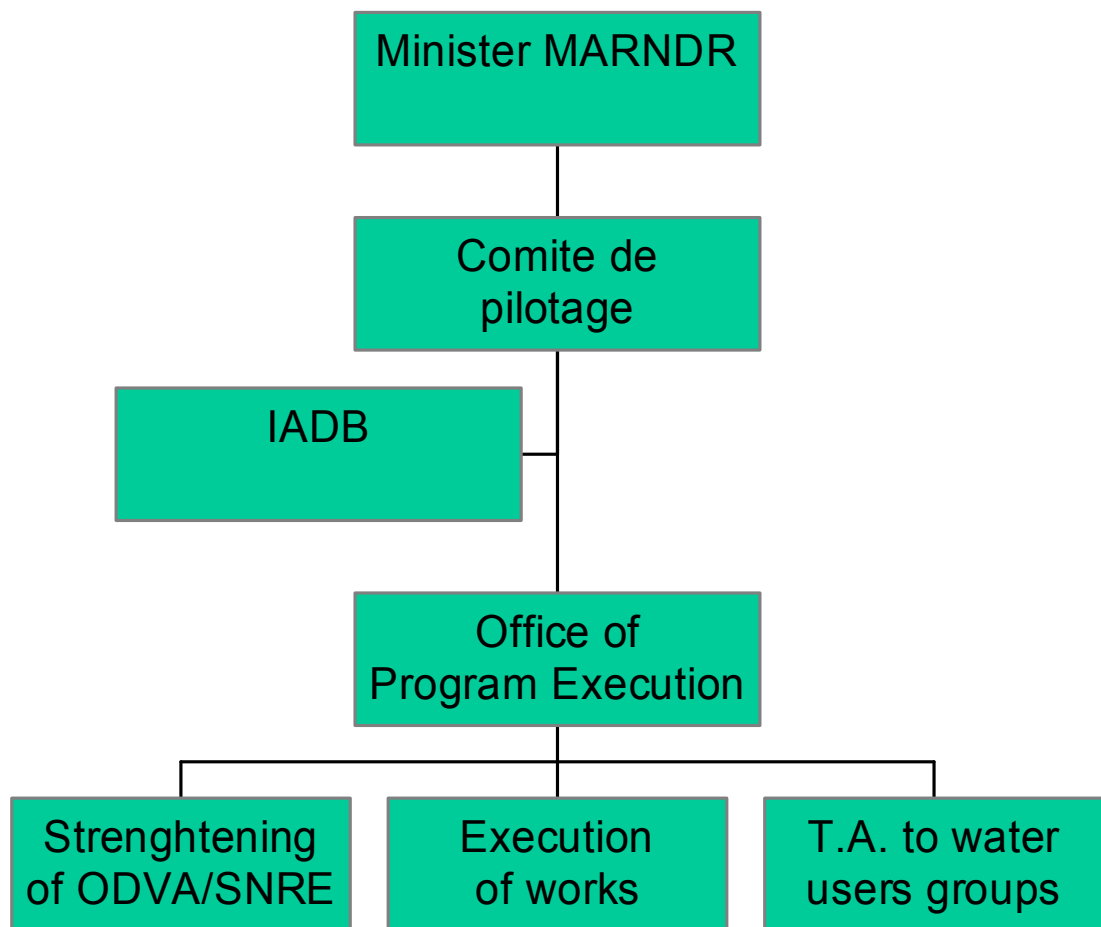 Minister MARNDR
Comite de
pilotage
IADB
Office of
Program Execution
Strenghtening
of ODVA/SNRE
Execution
of works
T.A. to water
users groups